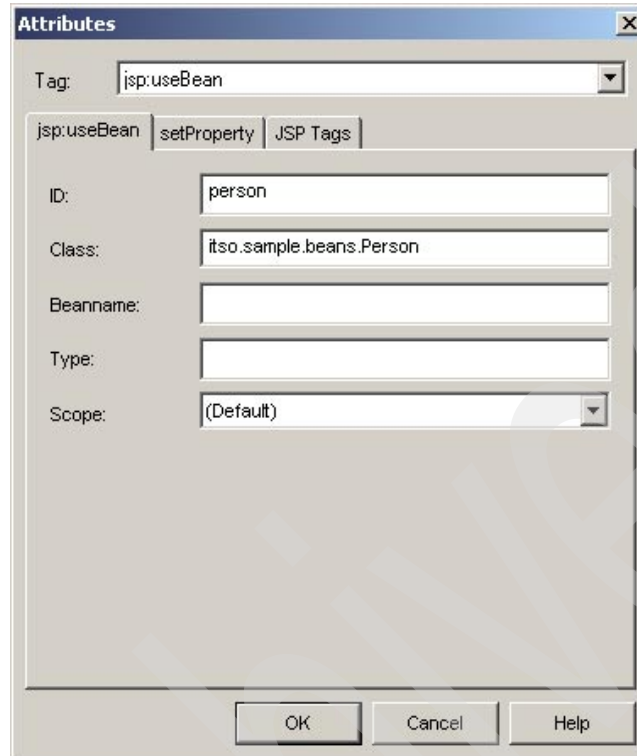 Attributes
Tag: jsp:useBean
jsp:useBean setProperty JSP Tags
ID: person
Class: itso.sample.beans.Person
Beanname:
Type:
Scope: (Default)
OK Cancel Help